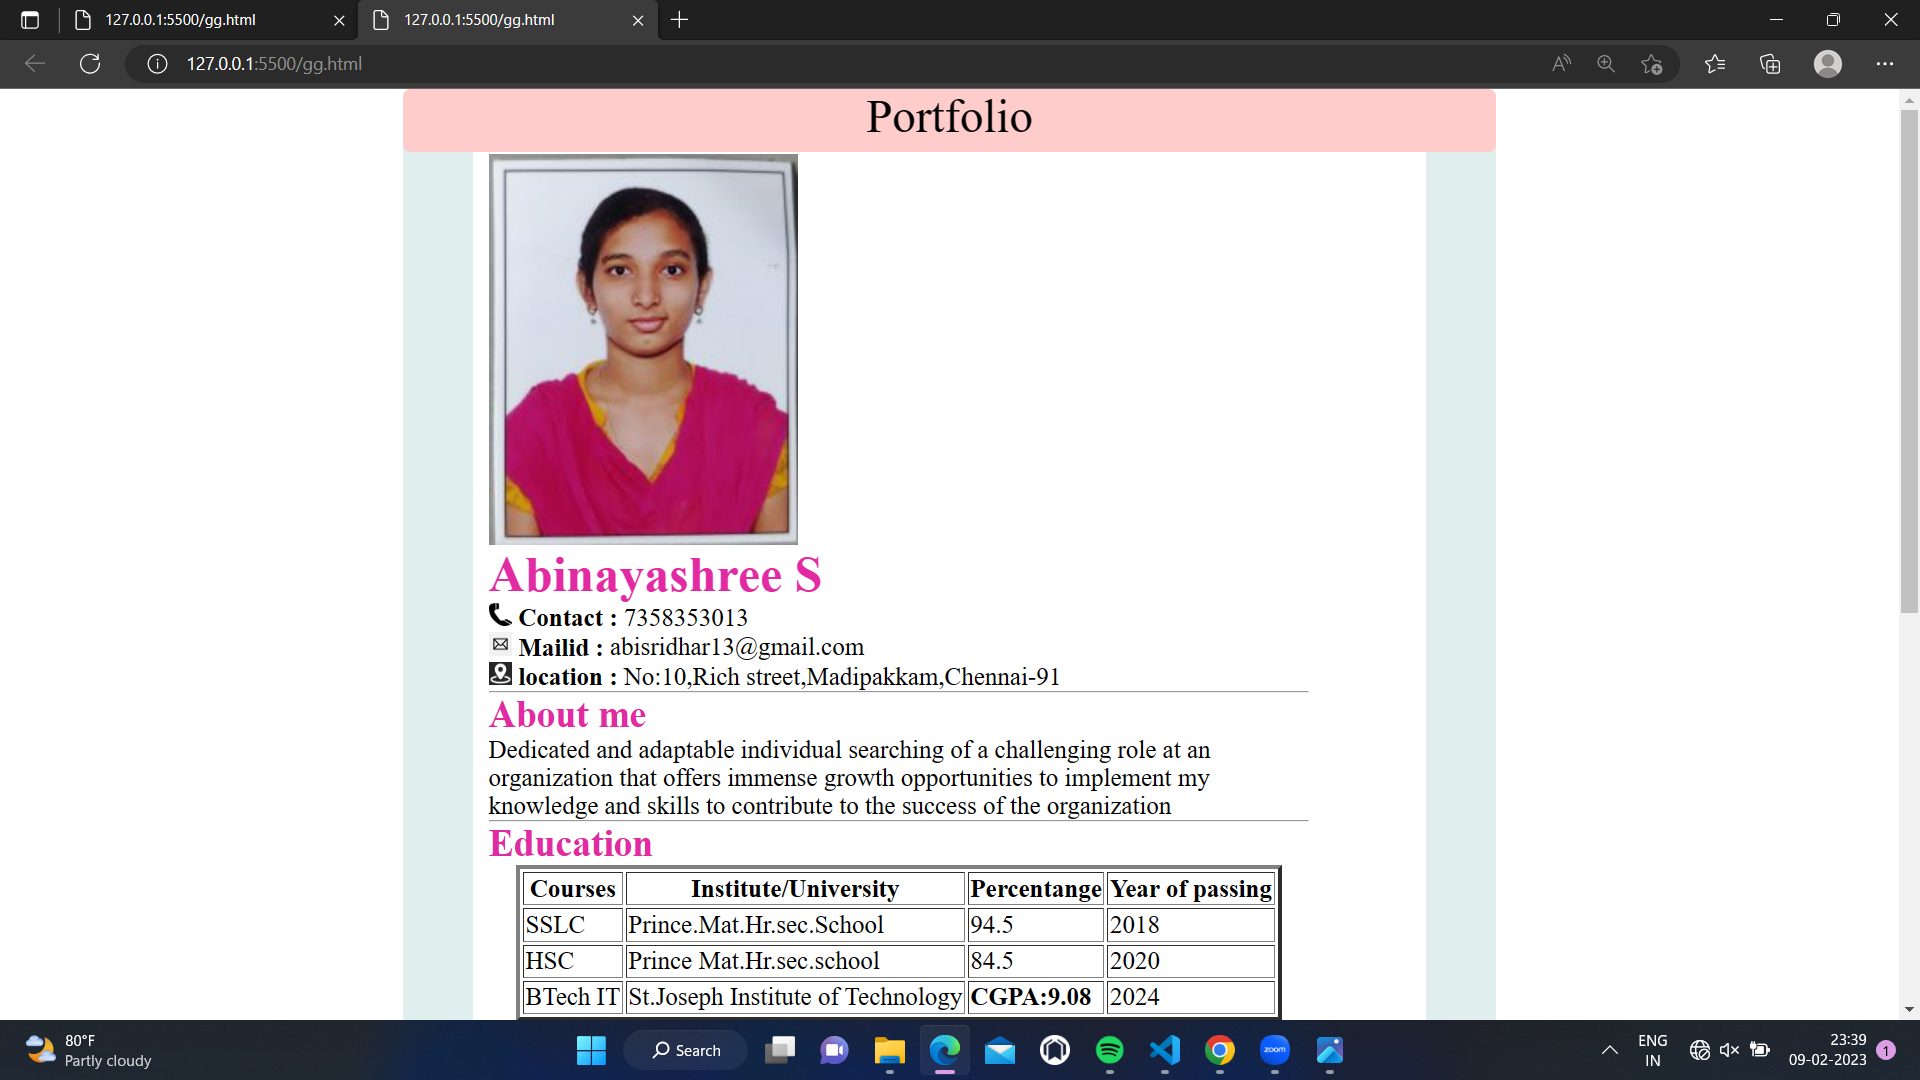 127.0.0.1:5500/gg.html
127.0.0.1:5500/gg.html
127.0.0.1:5500/gg.html
Portfolio
Abinayashree S
Contact : 7358353013
Mailid : abisridhar13@gmail.com
location : No:10,Rich street,Madipakkam,Chennai-91
About me
Dedicated and adaptable individual searching of a challenging role at an
organization that offers immense growth opportunities to implement my
knowledge and skills to contribute to the success of the organization
Education
Courses Institute/University Percentange Year of passing
SSLC Prince.Mat.Hr.sec.School 94.5 2018
HSC Prince Mat.Hr.sec.school 84.5 2020
BTech IT St.Joseph Institute of Technology CGPA:9.08 2024
80°F
Partly cloudy
Search
zoom
ENG
IN
23:39
09-02-2023
1